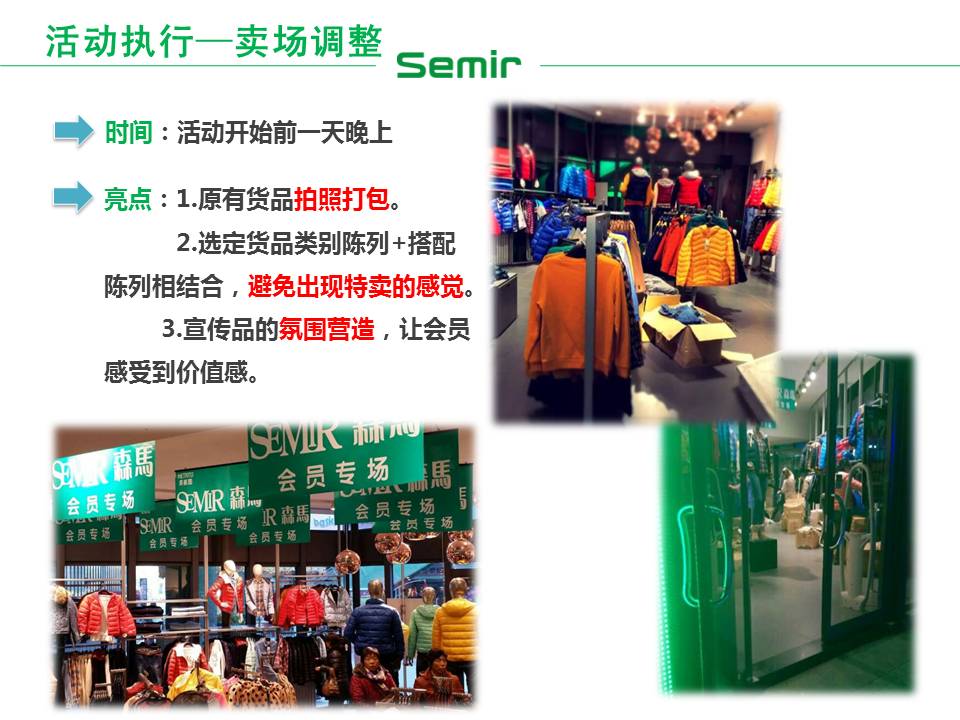 活动执行—卖场调整
Semir
时间：活动开始前一天晚上
亮点：1.原有货品拍照打包。
2.选定货品类别陈列+搭配
陈列相结合，避免出现特卖的感觉。
3.宣传品的氛围营造，让会员
感受到价值感。
SEMIR 森馬
会员专场
SEMIR 森馬
会员专场
SEMIR 森馬
会员专场
SEMIR 森馬
会员专场
森馬
会员专场
会员专场
会员专场